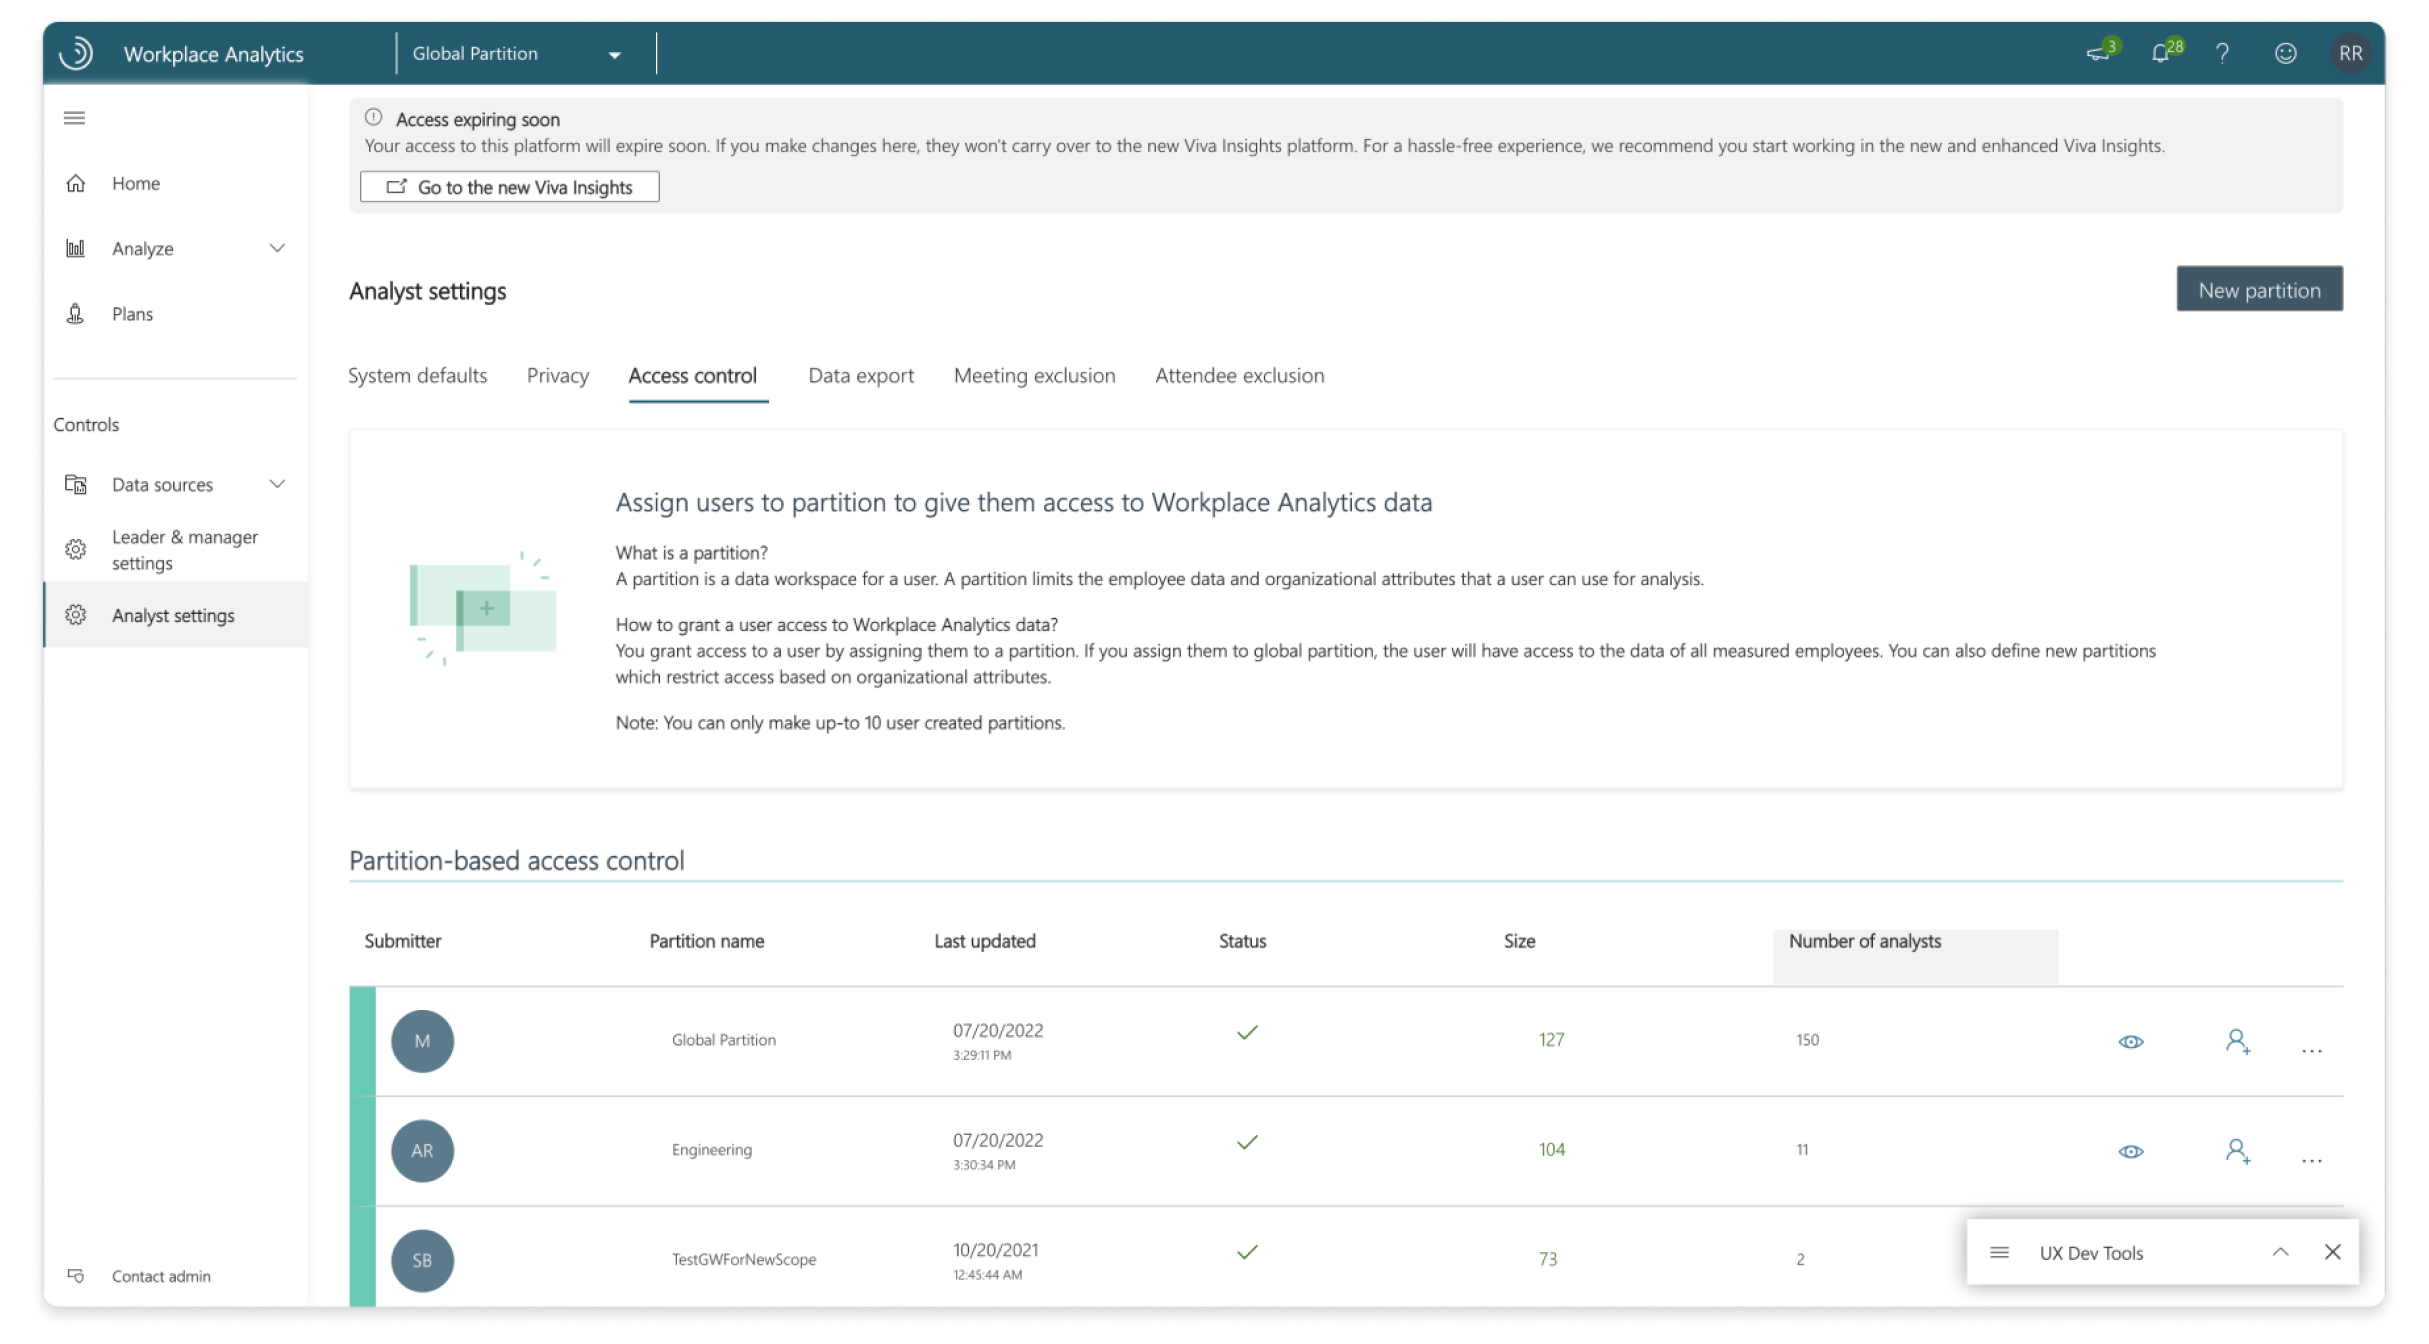 Workplace Analytics
Global Partition
3
28
?
RR
Access expiring soon
Your access to this platform will expire soon. If you make changes here, they won't carry over to the new Viva Insights platform. For a hassle-free experience, we recommend you start working in the new and enhanced Viva Insights.
Go to the new Viva Insights
Home
Analyze
Plans
Controls
Data sources
Leader & manager
settings
Analyst settings
Contact admin
Analyst settings
New partition
System defaults
Privacy
Access control
Data export
Meeting exclusion
Attendee exclusion
Assign users to partition to give them access to Workplace Analytics data
What is a partition?
A partition is a data workspace for a user. A partition limits the employee data and organizational attributes that a user can use for analysis.
How to grant a user access to Workplace Analytics data?
You grant access to a user by assigning them to a partition. If you assign them to global partition, the user will have access to the data of all measured employees. You can also define new partitions
which restrict access based on organizational attributes.
Note: You can only make up-to 10 user created partitions.
Partition-based access control
Submitter
Partition name
Last updated
Status
Size
Number of analysts
M
Global Partition
07/20/2022
3:29:11 PM
127
150
...
AR
Engineering
07/20/2022
3:30:34 PM
104
11
...
SB
TestGWForNewScope
10/20/2021
12:45:44 AM
73
2
UX Dev Tools